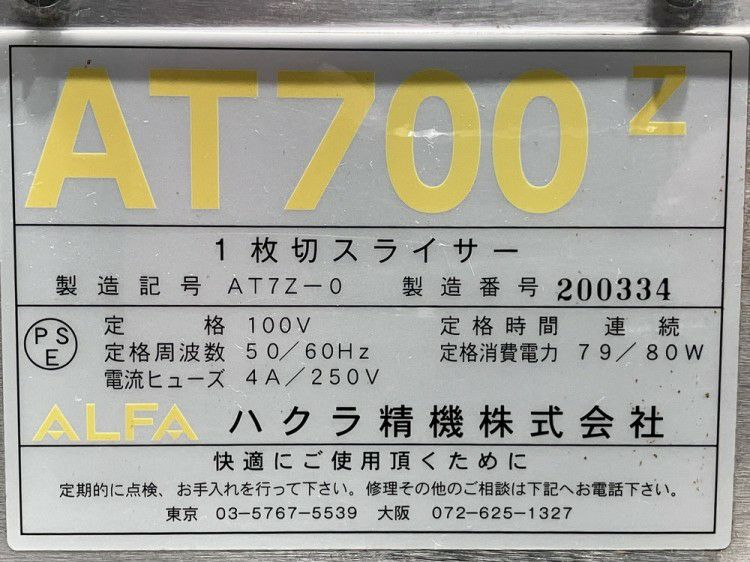 AT700Z
1枚切スライサー
製造記号 AT7Z-0 製造番号 200334
PSE 定格 100V 定格時間 連続
定格周波数 50/60Hz 定格消費電力 79/80W
電流ヒューズ 4A/250V
ALFA ハクラ精機株式会社
快適にご使用頂くために
定期的に点検、お手入れを行って下さい。修理その他のご相談は下記へお電話下さい。
東京 03-5767-5539 大阪 072-625-1327